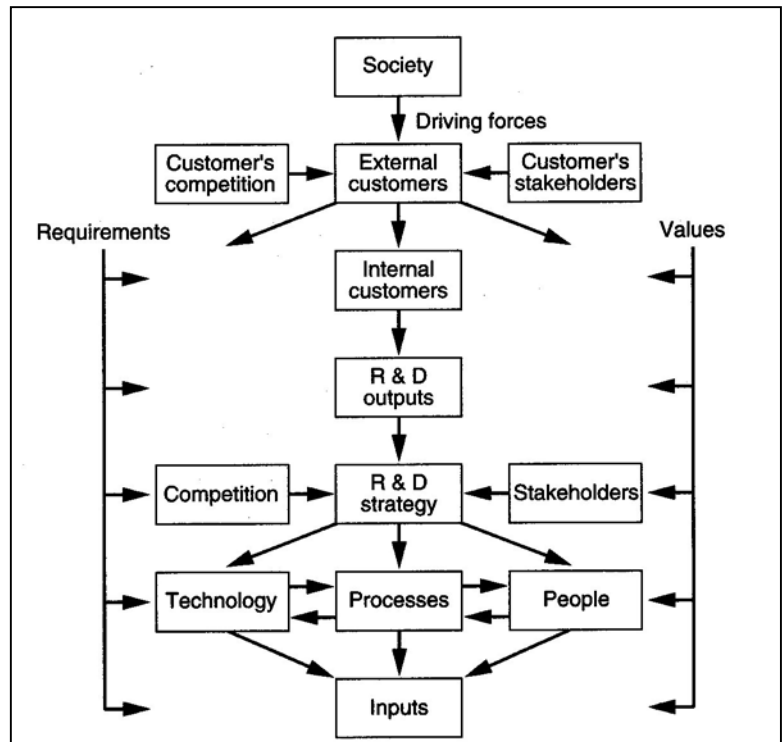 Society
Driving forces
Customer's
competition
External
customers
Customer's
stakeholders
Requirements
Values
Internal
customers
R & D
outputs
Competition
R & D
strategy
Stakeholders
Technology
Processes
People
Inputs